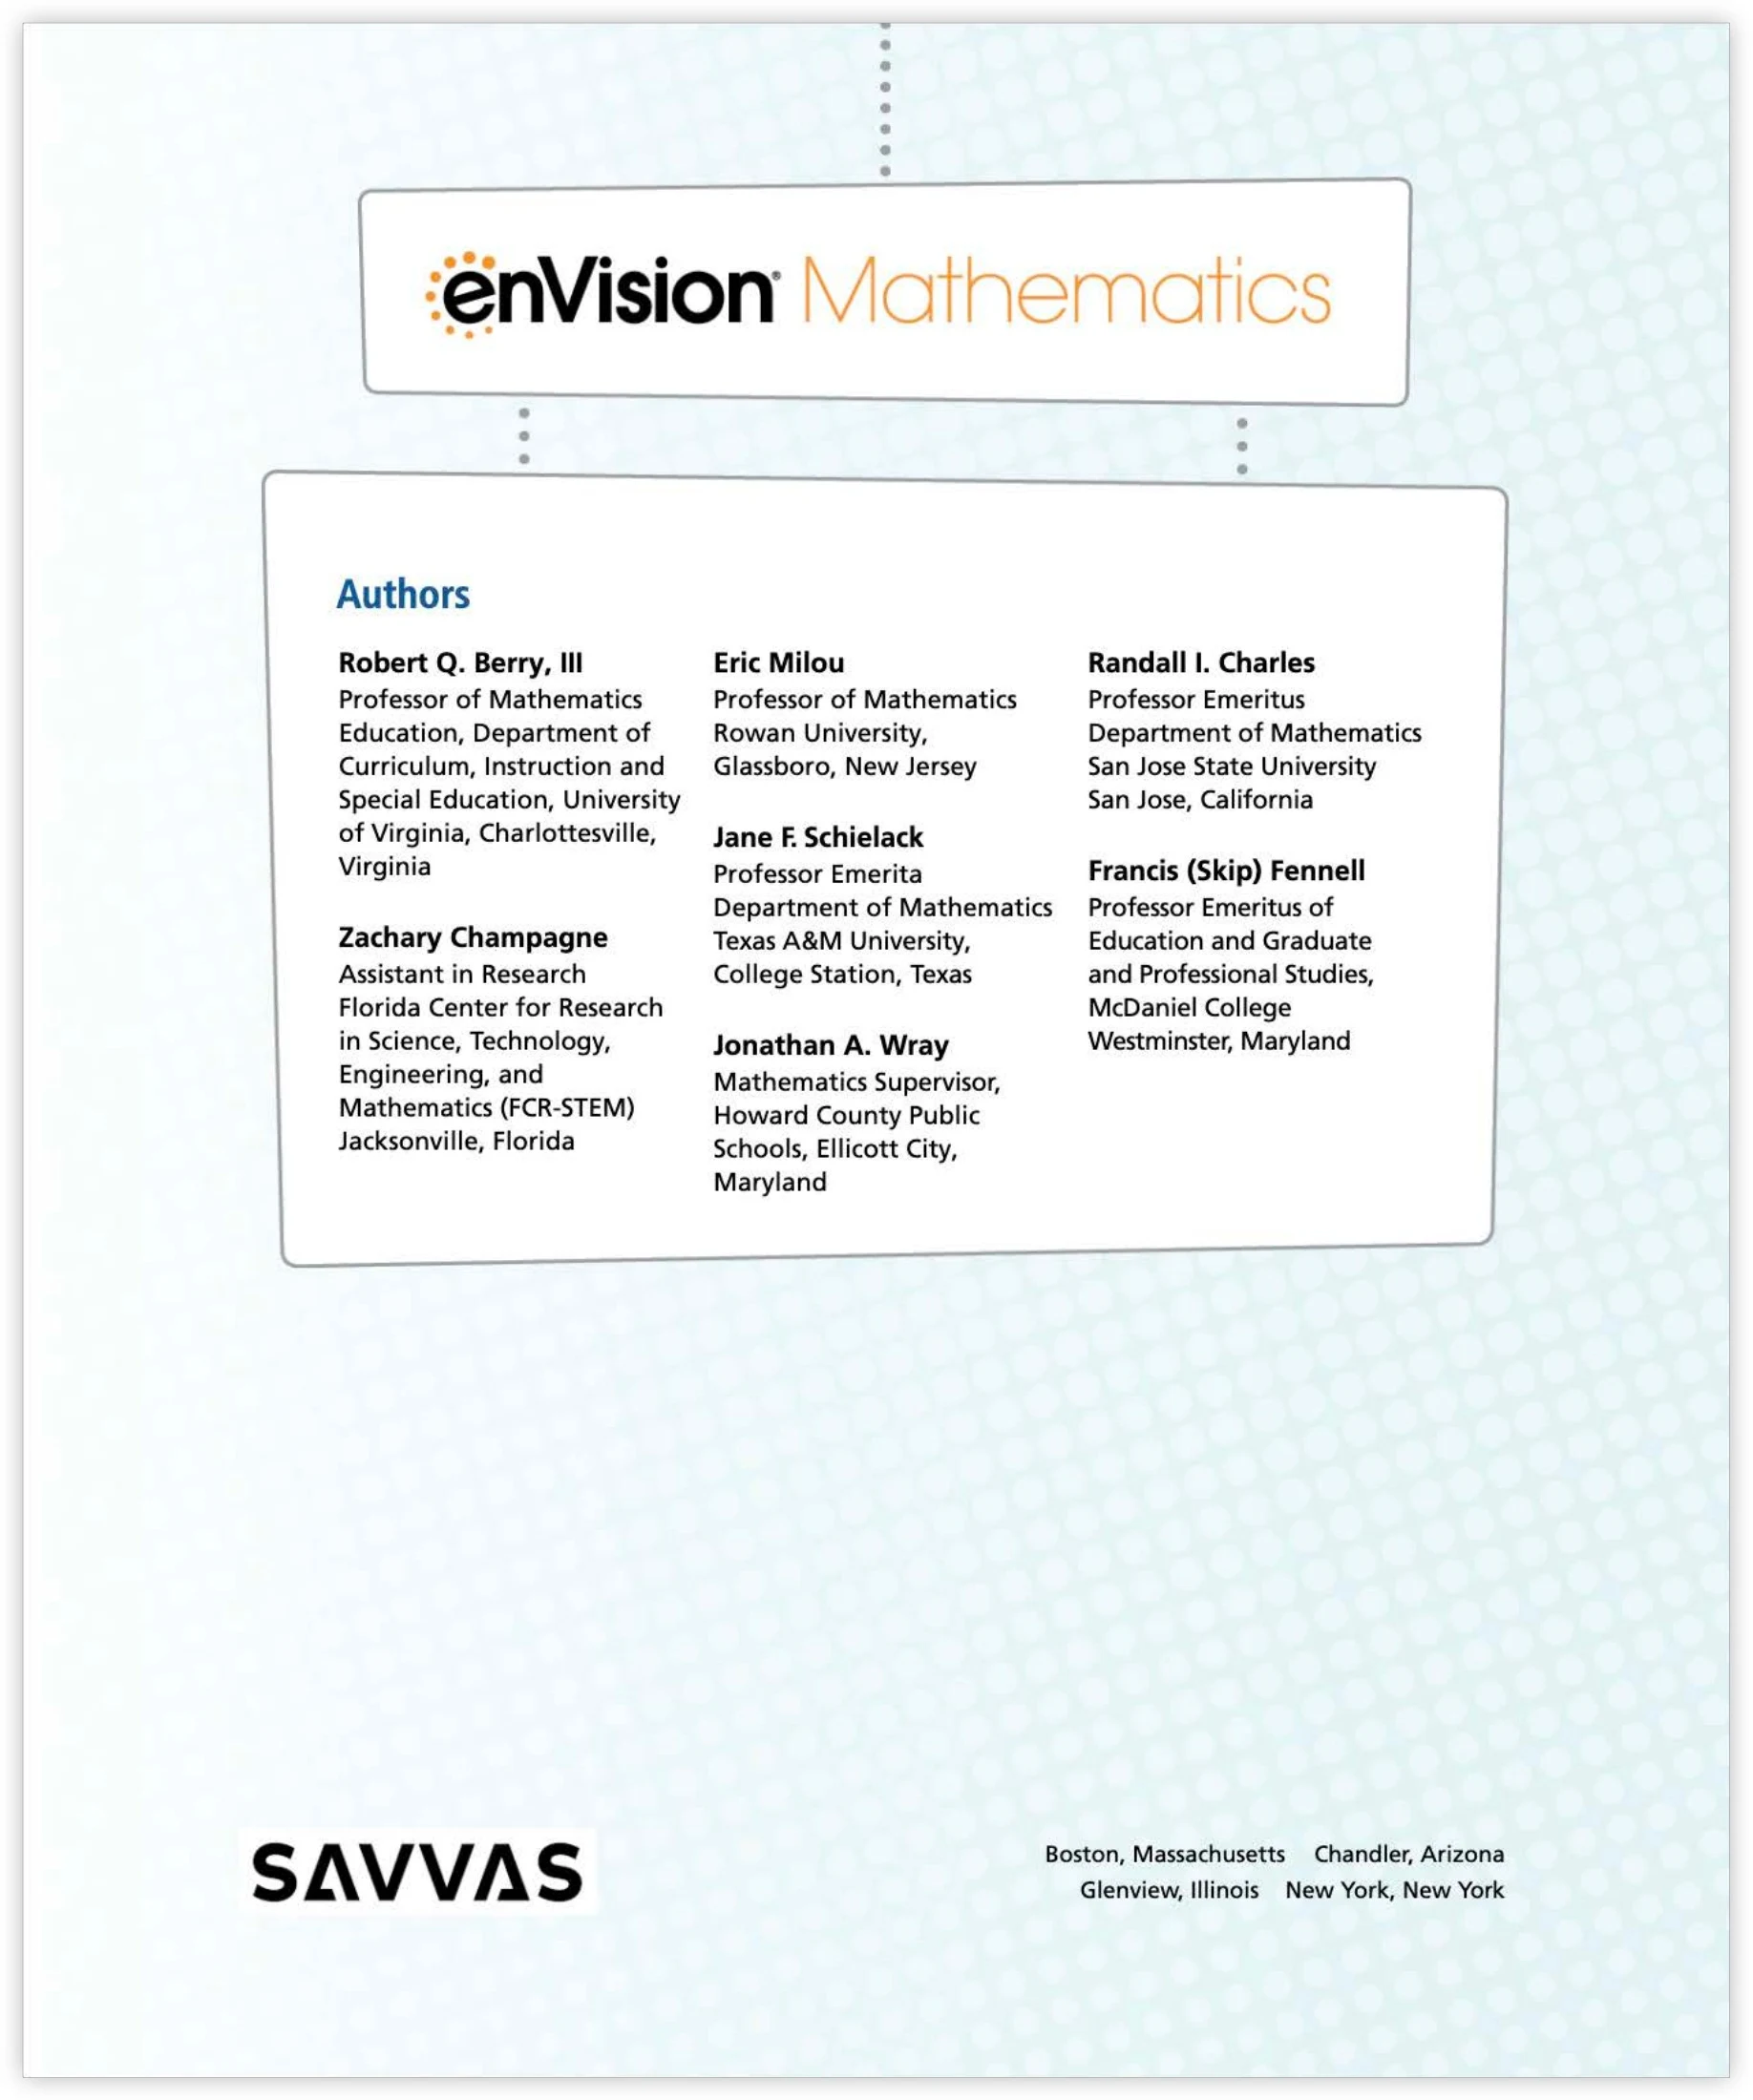 enVision® Mathematics
Authors
Robert Q. Berry, III
Professor of Mathematics
Education, Department of
Curriculum, Instruction and
Special Education, University
of Virginia, Charlottesville,
Virginia
Zachary Champagne
Assistant in Research
Florida Center for Research
in Science, Technology,
Engineering, and
Mathematics (FCR-STEM)
Jacksonville, Florida
Eric Milou
Professor of Mathematics
Rowan University,
Glassboro, New Jersey
Jane F. Schielack
Professor Emerita
Department of Mathematics
Texas A&M University,
College Station, Texas
Jonathan A. Wray
Mathematics Supervisor,
Howard County Public
Schools, Ellicott City,
Maryland
Randall I. Charles
Professor Emeritus
Department of Mathematics
San Jose State University
San Jose, California
Francis (Skip) Fennell
Professor Emeritus of
Education and Graduate
and Professional Studies,
McDaniel College
Westminster, Maryland
SAVVAS
Boston, Massachusetts Chandler, Arizona
Glenview, Illinois New York, New York